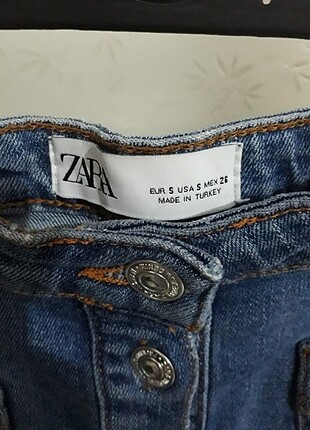 ZARA
EUR S USA S MEX 26
MADE IN TURKEY